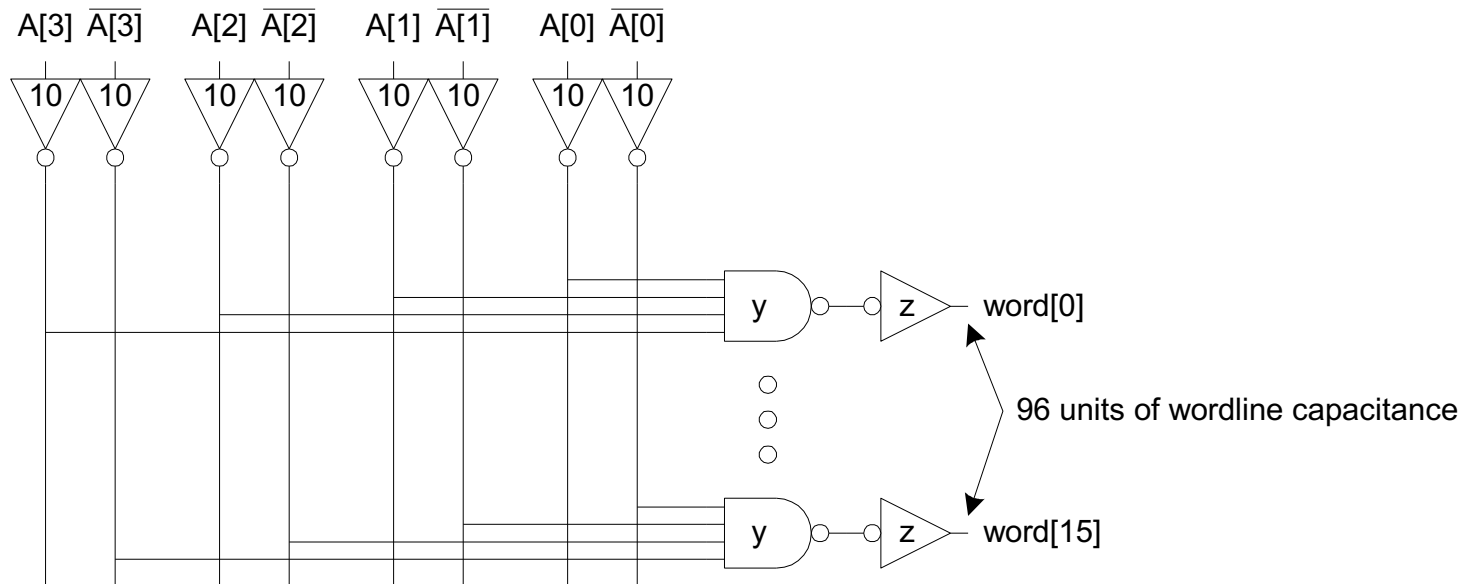 A[3] A̅[̅3̅]̅ A[2] A̅[̅2̅]̅ A[1] A̅[̅1̅]̅ A[0] A̅[̅0̅]̅
10 10 10 10 10 10 10 10
y z word[0]
96 units of wordline capacitance
y z word[15]